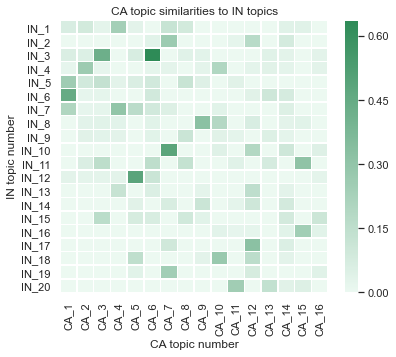 CA topic similarities to IN topics
IN topic number
IN_1
IN_2
IN_3
IN_4
IN_5
IN_6
IN_7
IN_8
IN_9
IN_10
IN_11
IN_12
IN_13
IN_14
IN_15
IN_16
IN_17
IN_18
IN_19
IN_20
CA_1 CA_2 CA_3 CA_4 CA_5 CA_6 CA_7 CA_8 CA_9 CA_10 CA_11 CA_12 CA_13 CA_14 CA_15 CA_16
CA topic number
0.60
0.45
0.30
0.15
0.00